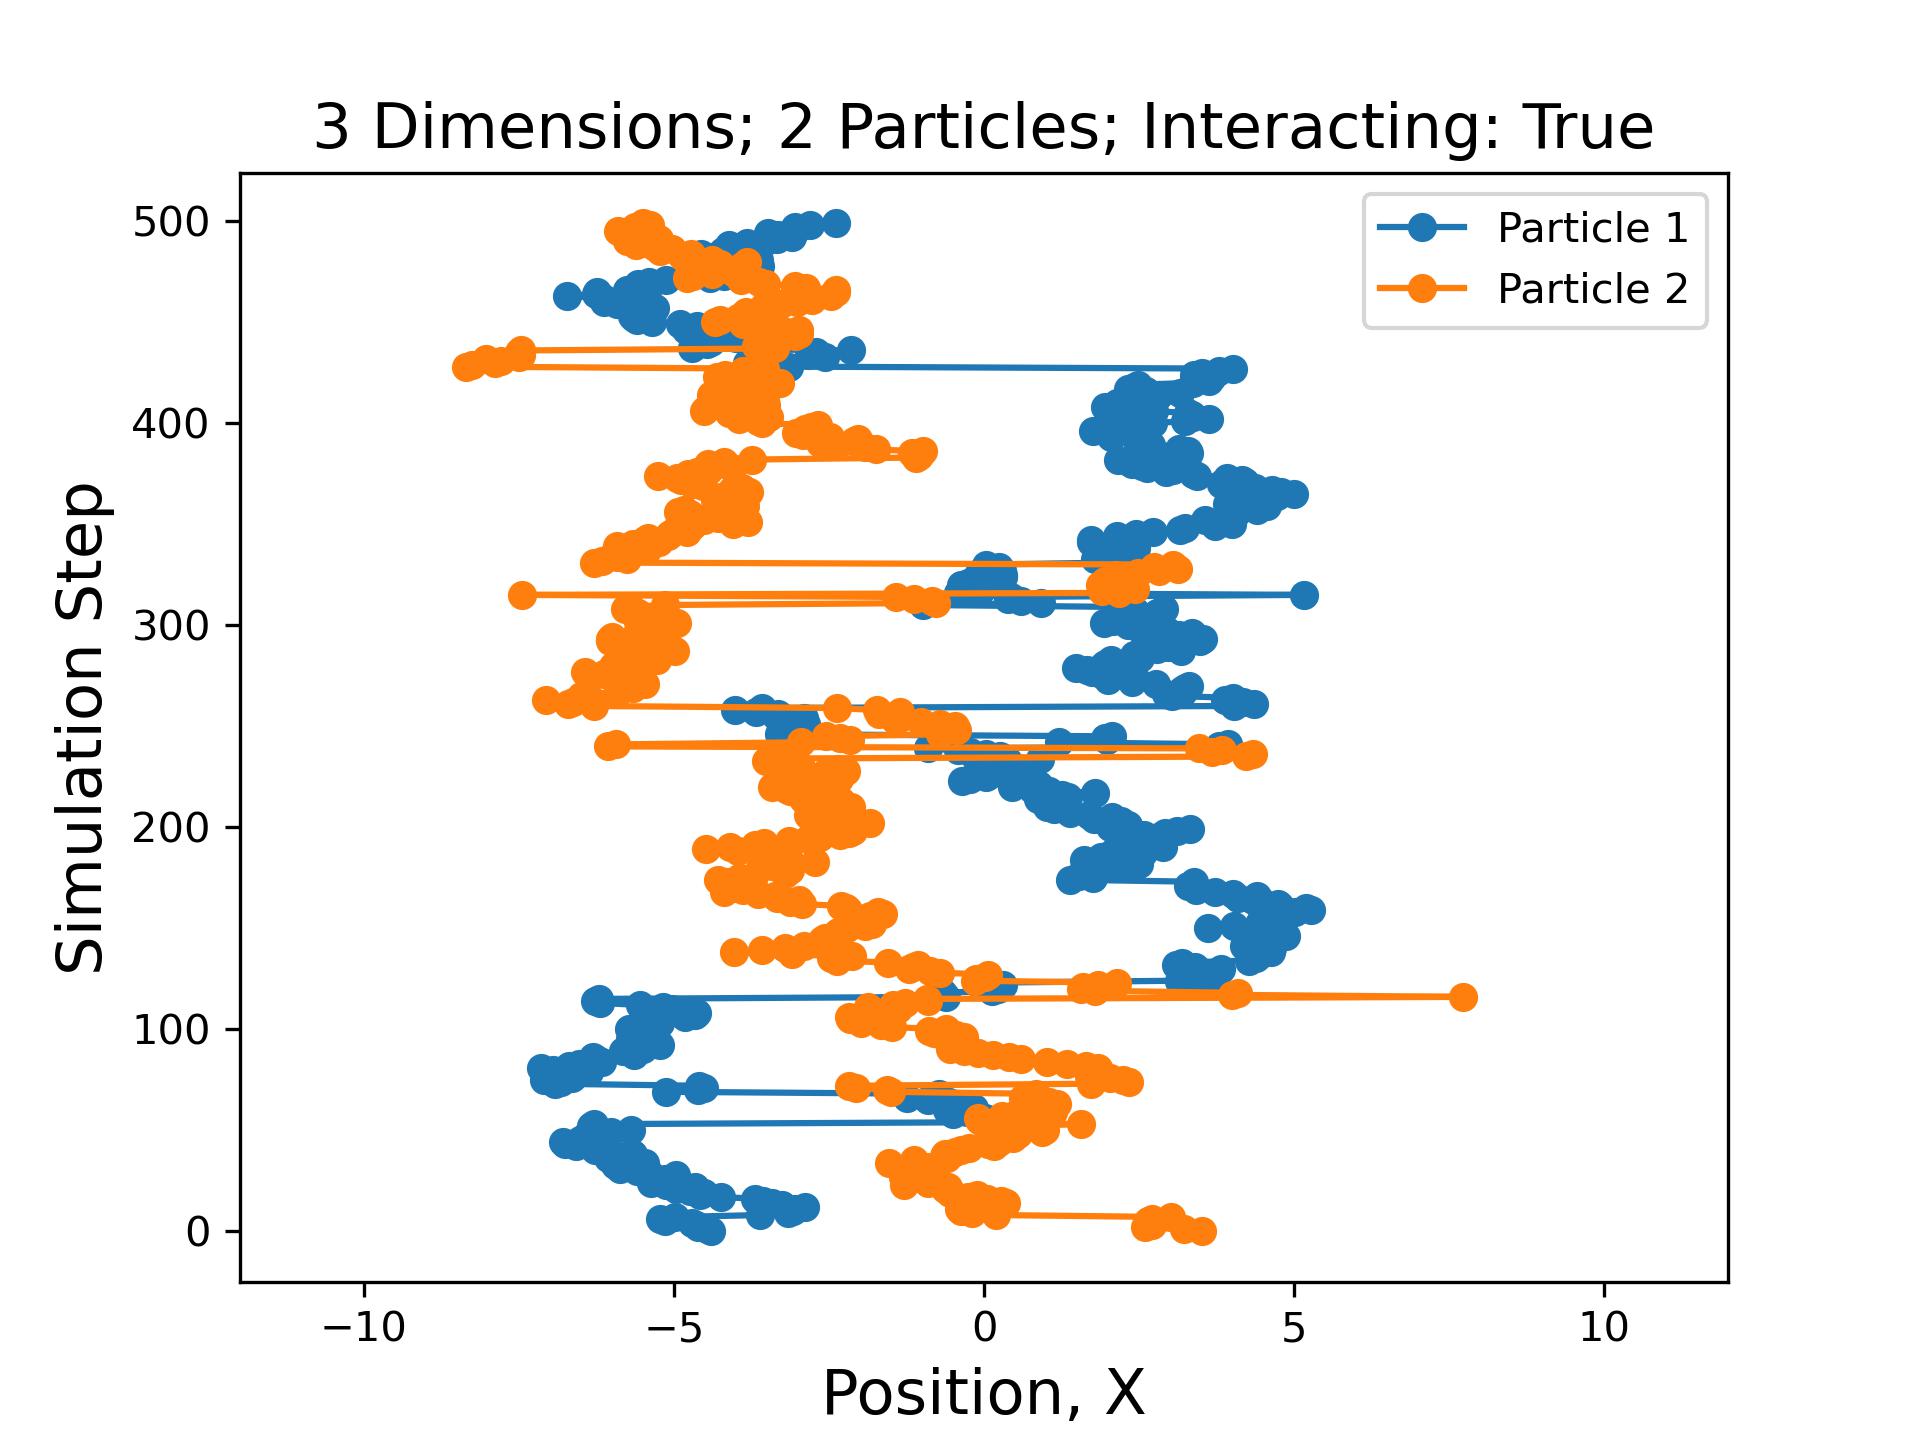 3 Dimensions; 2 Particles; Interacting: True
Particle 1
Particle 2
Simulation Step
500
400
300
200
100
0
−10
−5
0
5
10
Position, X